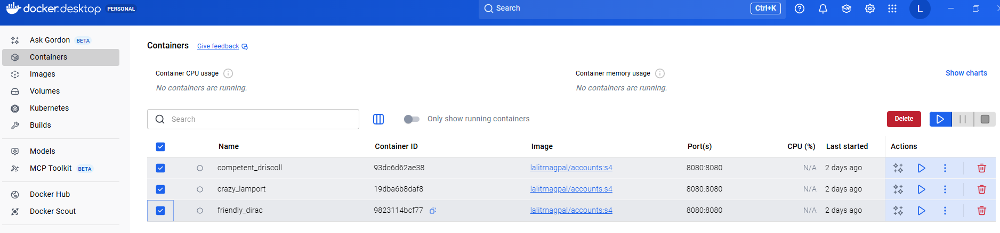 docker.desktop PERSONAL Search Ctrl+K L
Ask Gordon BETA
Containers
Images
Volumes
Kubernetes
Builds
Models
MCP Toolkit BETA
Docker Hub
Docker Scout
Containers Give feedback
Container CPU usage Container memory usage Show charts
No containers are running. No containers are running.
Search Only show running containers Delete
Name Container ID Image Port(s) CPU (%) Last started Actions
competent_driscoll 93dc6d62ae38 lalitrnagpal/accounts:s4 8080:8080 N/A 2 days ago
crazy_lamport 19dba6b8daf8 lalitrnagpal/accounts:s4 8080:8080 N/A 2 days ago
friendly_dirac 9823114bcf77 lalitrnagpal/accounts:s4 8080:8080 N/A 2 days ago